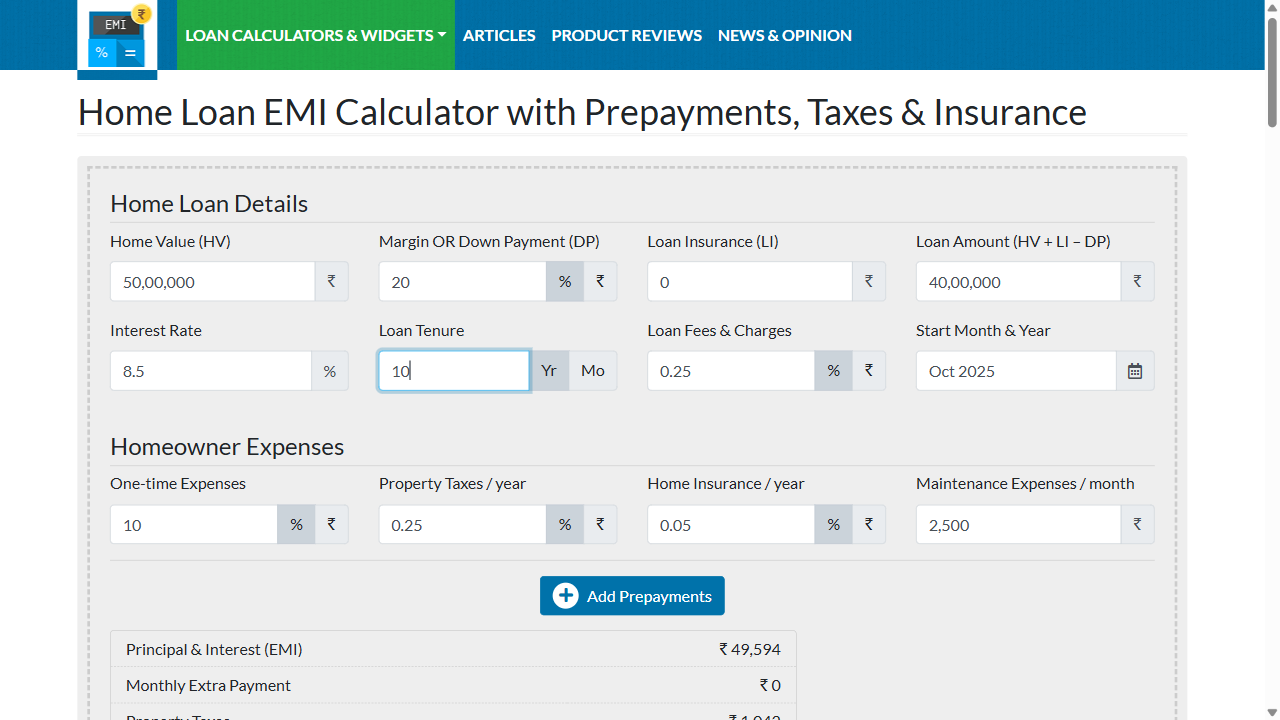 EMI ₹
% =
LOAN CALCULATORS & WIDGETS ARTICLES PRODUCT REVIEWS NEWS & OPINION
Home Loan EMI Calculator with Prepayments, Taxes & Insurance
Home Loan Details
Home Value (HV) Margin OR Down Payment (DP) Loan Insurance (LI) Loan Amount (HV + LI – DP)
50,00,000 ₹ 20 % ₹ 0 ₹ 40,00,000 ₹
Interest Rate Loan Tenure Loan Fees & Charges Start Month & Year
8.5 % 10 Yr Mo 0.25 % ₹ Oct 2025
Homeowner Expenses
One-time Expenses Property Taxes / year Home Insurance / year Maintenance Expenses / month
10 % ₹ 0.25 % ₹ 0.05 % ₹ 2,500 ₹
Add Prepayments
Principal & Interest (EMI) ₹ 49,594
Monthly Extra Payment ₹ 0
Property Taxes ₹ 1,042